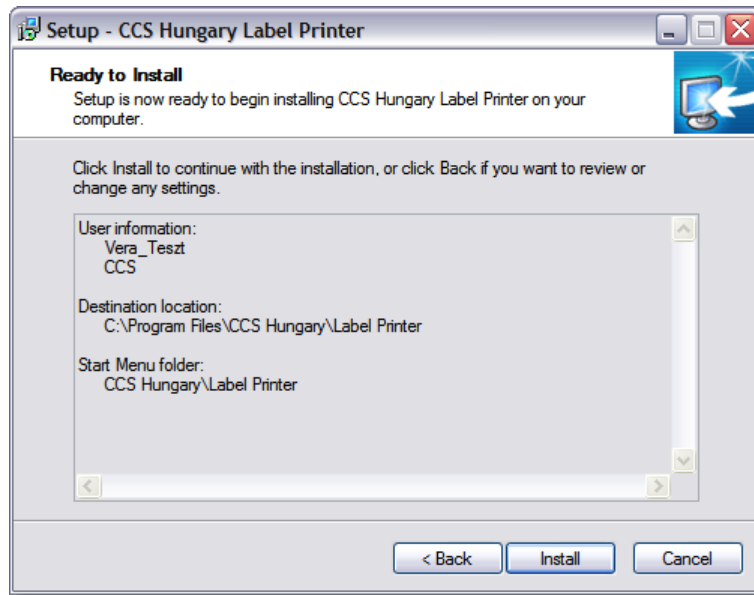 Setup - CCS Hungary Label Printer
Ready to Install
Setup is now ready to begin installing CCS Hungary Label Printer on your
computer.
Click Install to continue with the installation, or click Back if you want to review or
change any settings.
User information:
Vera_Teszt
CCS
Destination location:
C:\Program Files\CCS Hungary\Label Printer
Start Menu folder:
CCS Hungary\Label Printer
< Back
Install
Cancel